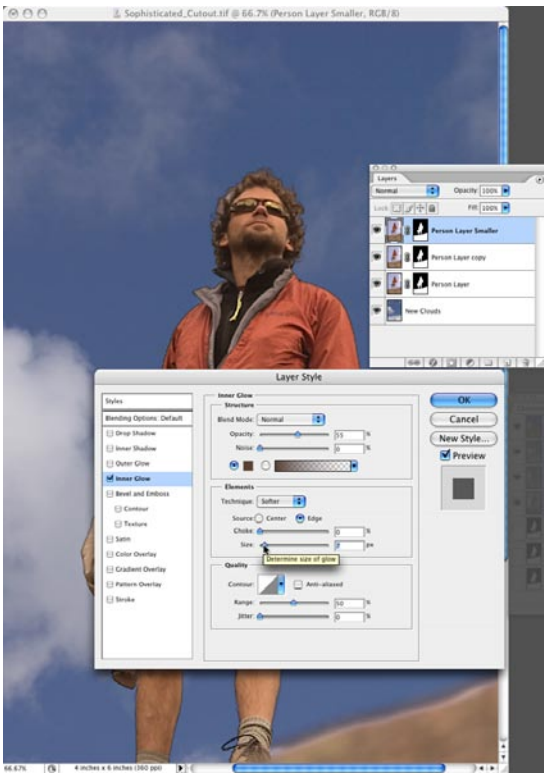 Sophisticated_Cutout.tif @ 66.7% (Person Layer Smaller, RGB/8)
Layers
Normal Opacity: 100%
Lock: Fill: 100%
Person Layer Smaller
Person Layer copy
Person Layer
New Clouds
Layer Style
Styles
Blending Options: Default
Drop Shadow
Inner Shadow
Outer Glow
Inner Glow
Bevel and Emboss
Contour
Texture
Satin
Color Overlay
Gradient Overlay
Pattern Overlay
Stroke
Inner Glow
Structure
Blend Mode: Normal
Opacity: 55 %
Noise: 0 %
Elements
Technique: Softer
Source: Center Edge
Choke: 0 %
Size: 7 px
Determine size of glow
Quality
Contour: Anti-aliased
Range: 50 %
Jitter: 0 %
OK
Cancel
New Style...
Preview
66.67% 4 inches x 6 inches (360 ppi)